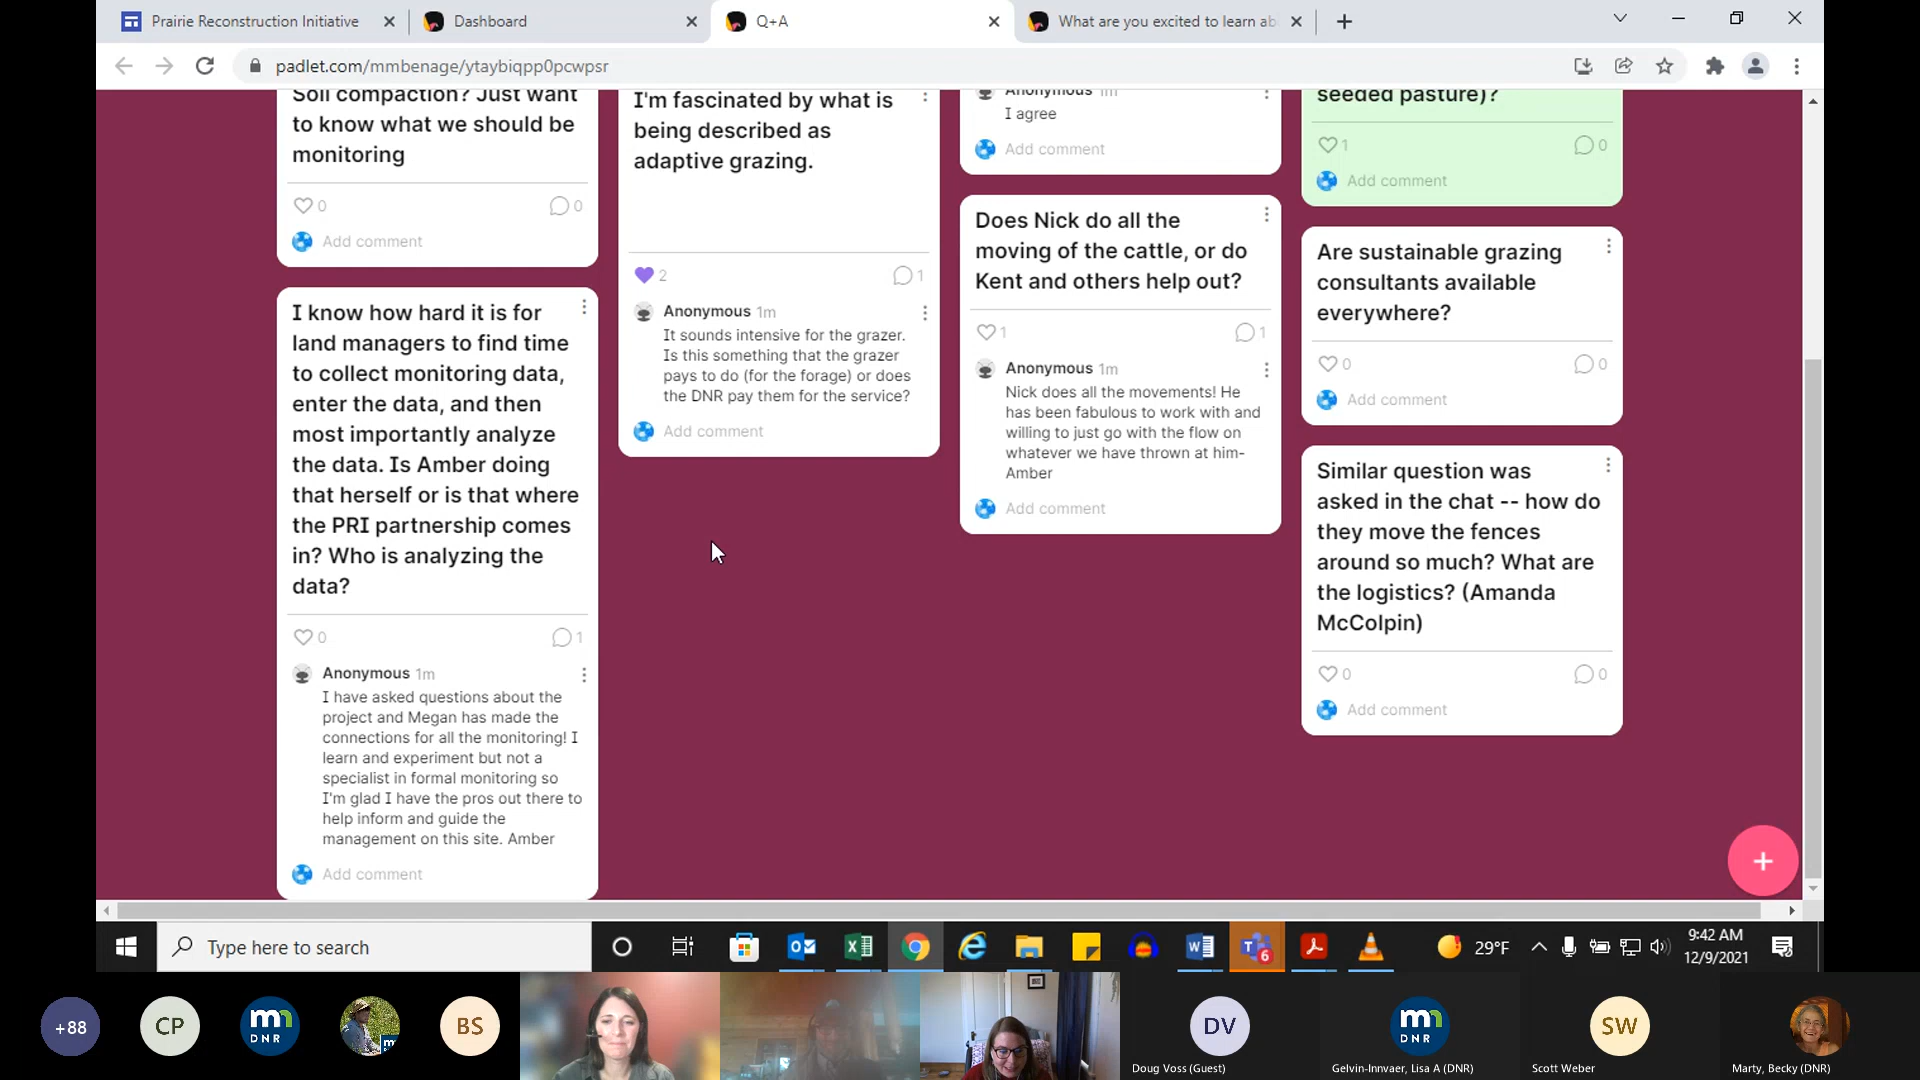 Prairie Reconstruction Initiative
Dashboard
Q+A
What are you excited to learn ab
padlet.com/mmbenage/ytaybiqpp0pcwpsr
Soil compaction? Just want
to know what we should be
monitoring
0
0
Add comment
I know how hard it is for
land managers to find time
to collect monitoring data,
enter the data, and then
most importantly analyze
the data. Is Amber doing
that herself or is that where
the PRI partnership comes
in? Who is analyzing the
data?
0
1
Anonymous 1m
I have asked questions about the
project and Megan has made the
connections for all the monitoring! I
learn and experiment but not a
specialist in formal monitoring so
I'm glad I have the pros out there to
help inform and guide the
management on this site. Amber
Add comment
I'm fascinated by what is
being described as
adaptive grazing.
2
1
Anonymous 1m
It sounds intensive for the grazer.
Is this something that the grazer
pays to do (for the forage) or does
the DNR pay them for the service?
Add comment
Anonymous 1m
I agree
Add comment
Does Nick do all the
moving of the cattle, or do
Kent and others help out?
1
1
Anonymous 1m
Nick does all the movements! He
has been fabulous to work with and
willing to just go with the flow on
whatever we have thrown at him-
Amber
Add comment
seeded pasture)?
1
0
Add comment
Are sustainable grazing
consultants available
everywhere?
0
0
Add comment
Similar question was
asked in the chat -- how do
they move the fences
around so much? What are
the logistics? (Amanda
McColpin)
0
0
Add comment
Type here to search
6
29°F
9:42 AM
12/9/2021
+88
CP
mn
DNR
m
BS
DV
Doug Voss (Guest)
mn
DNR
Gelvin-Innvaer, Lisa A (DNR)
SW
Scott Weber
Marty, Becky (DNR)